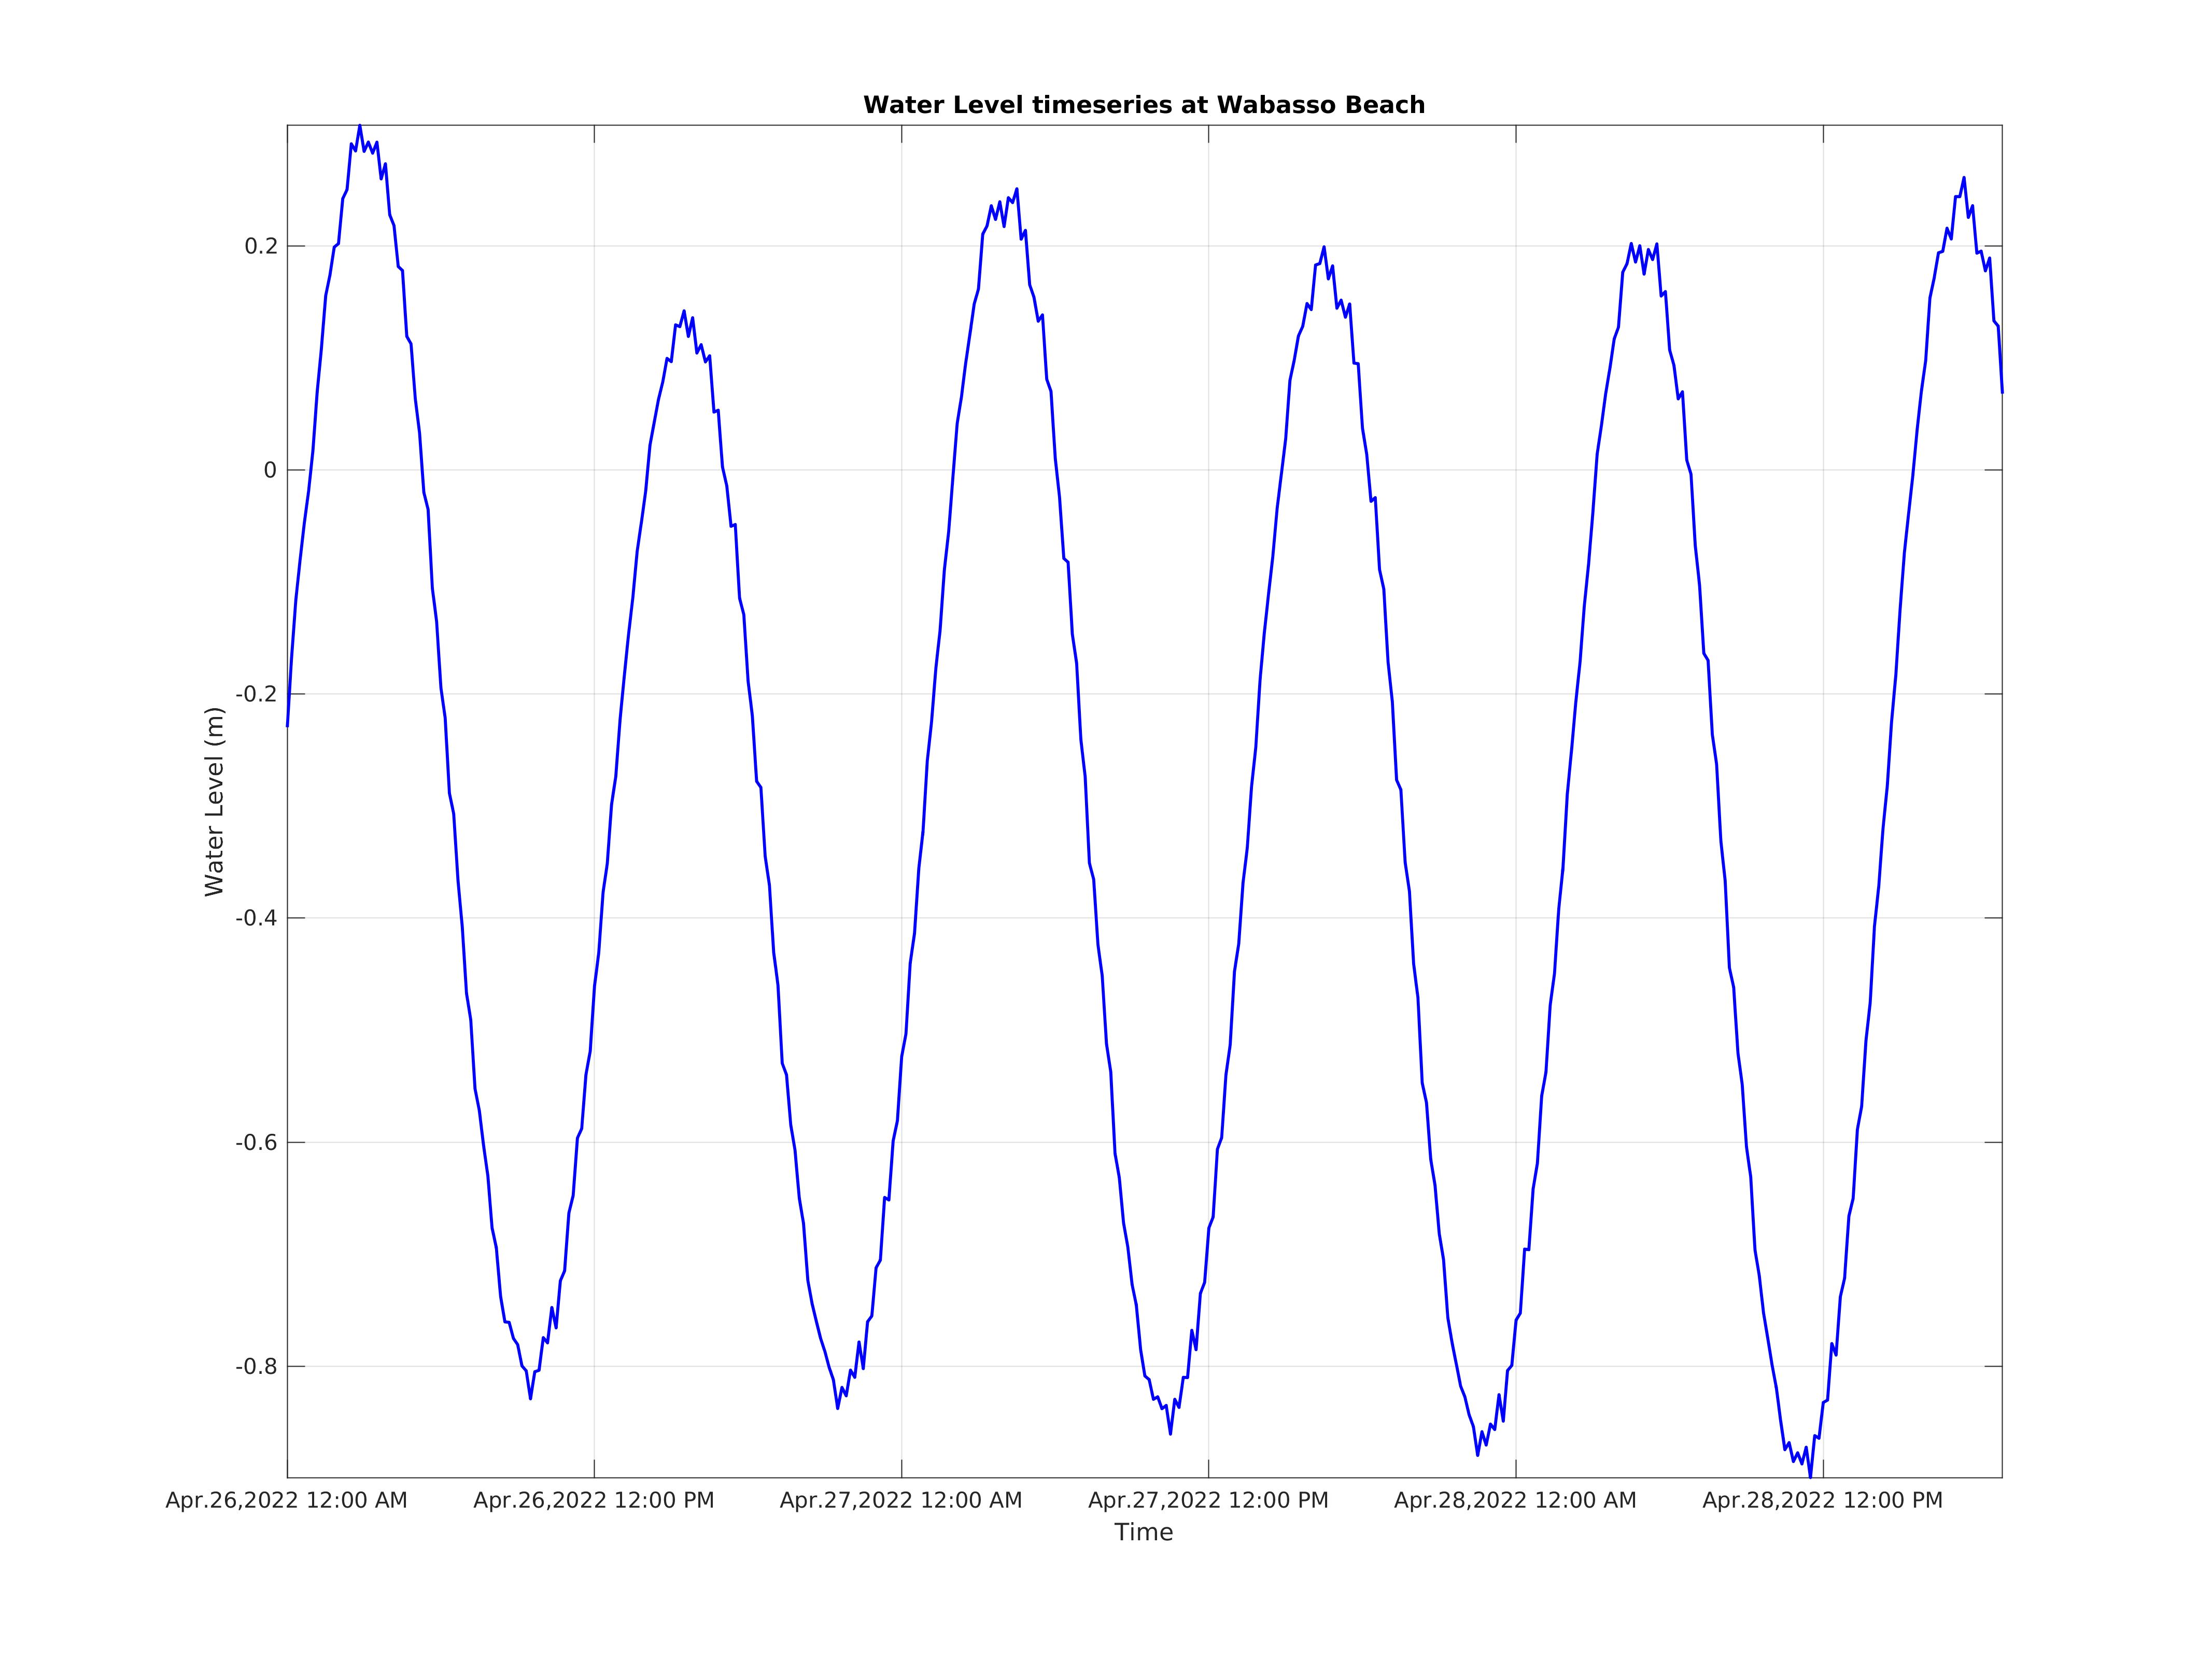 Water Level timeseries at Wabasso Beach
0.2
0
-0.2
-0.4
-0.6
-0.8
Water Level (m)
Apr.26,2022 12:00 AM
Apr.26,2022 12:00 PM
Apr.27,2022 12:00 AM
Apr.27,2022 12:00 PM
Apr.28,2022 12:00 AM
Apr.28,2022 12:00 PM
Time